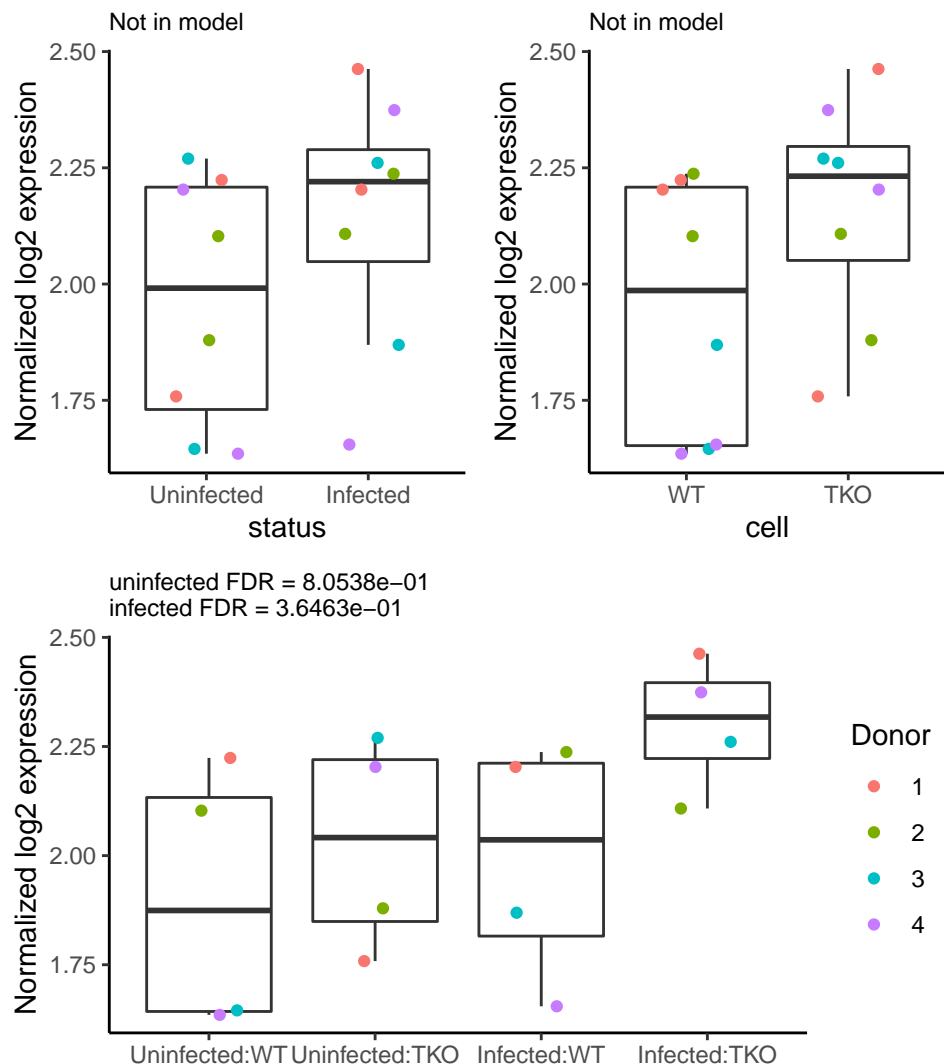 Not in model
Normalized log2 expression
2.50
2.25
2.00
1.75
Uninfected Infected
status
Not in model
Normalized log2 expression
2.50
2.25
2.00
1.75
WT TKO
cell
uninfected FDR = 8.0538e−01
infected FDR = 3.6463e−01
Normalized log2 expression
2.50
2.25
2.00
1.75
Uninfected:WT Uninfected:TKO Infected:WT Infected:TKO
Donor
1
2
3
4